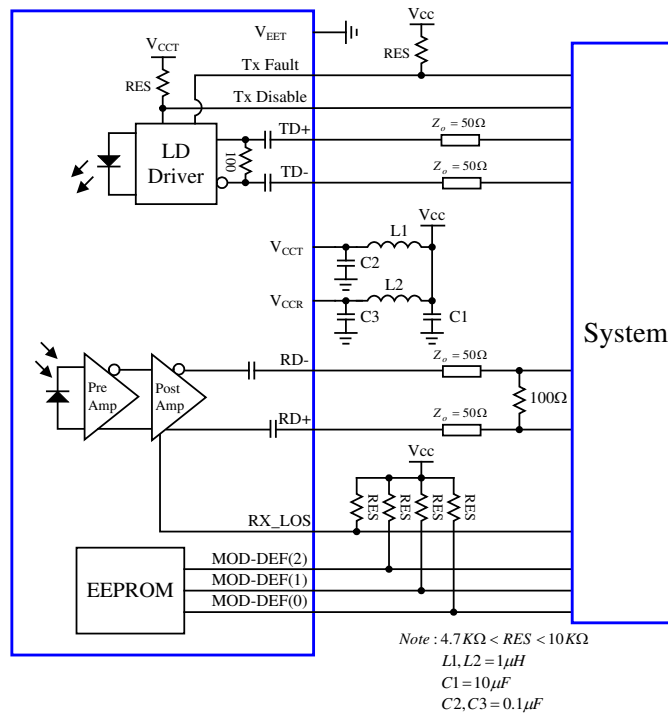 Vcc
V_EET
V_CCT
RES
Tx Fault
RES
Tx Disable
LD
Driver
100
TD+
Z_o = 50Ω
TD-
Z_o = 50Ω
Vcc
L1
V_CCT
C2
L2
V_CCR
C3
C1
System
RD-
Z_o = 50Ω
Pre
Amp
Post
Amp
100Ω
RD+
Z_o = 50Ω
Vcc
RES
RES
RES
RES
RX_LOS
EEPROM
MOD-DEF(2)
MOD-DEF(1)
MOD-DEF(0)
Note : 4.7KΩ < RES < 10KΩ
L1, L2 = 1μH
C1 = 10μF
C2, C3 = 0.1μF